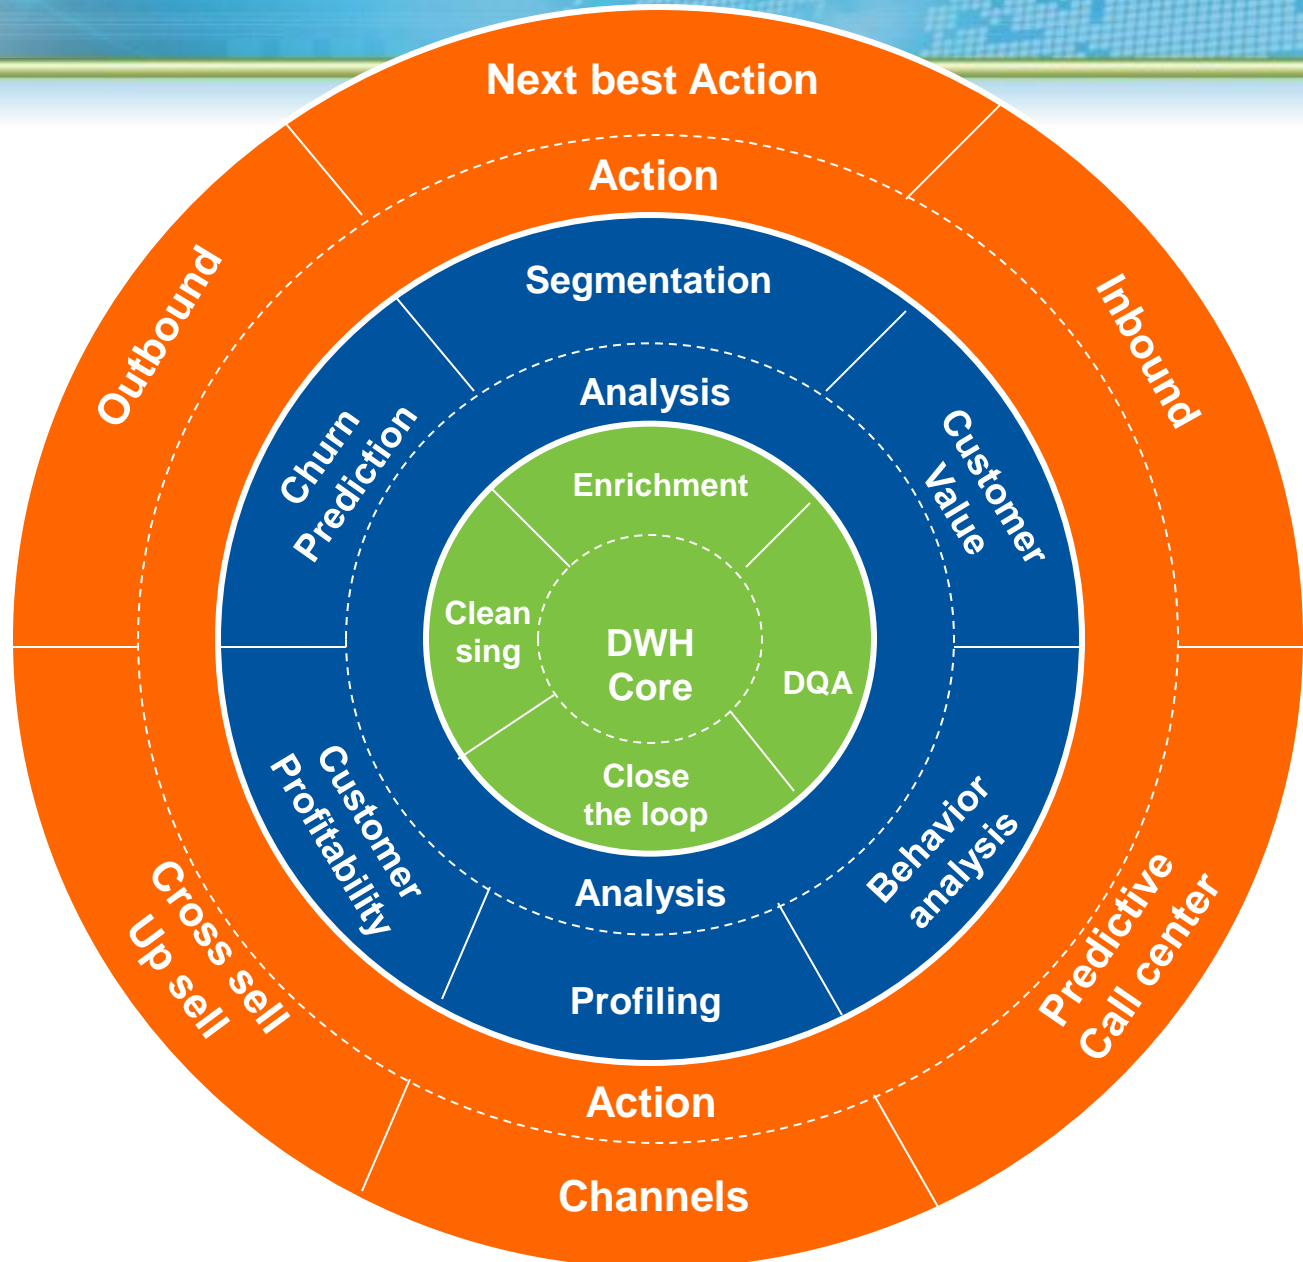 Next best Action
Action
Outbound
Inbound
Segmentation
Analysis
Churn
Prediction
Customer
Value
Enrichment
Clean
sing
DWH
Core
DQA
Close
the loop
Customer
Profitability
Behavior
analysis
Analysis
Profiling
Cross sell
Up sell
Predictive
Call center
Action
Channels